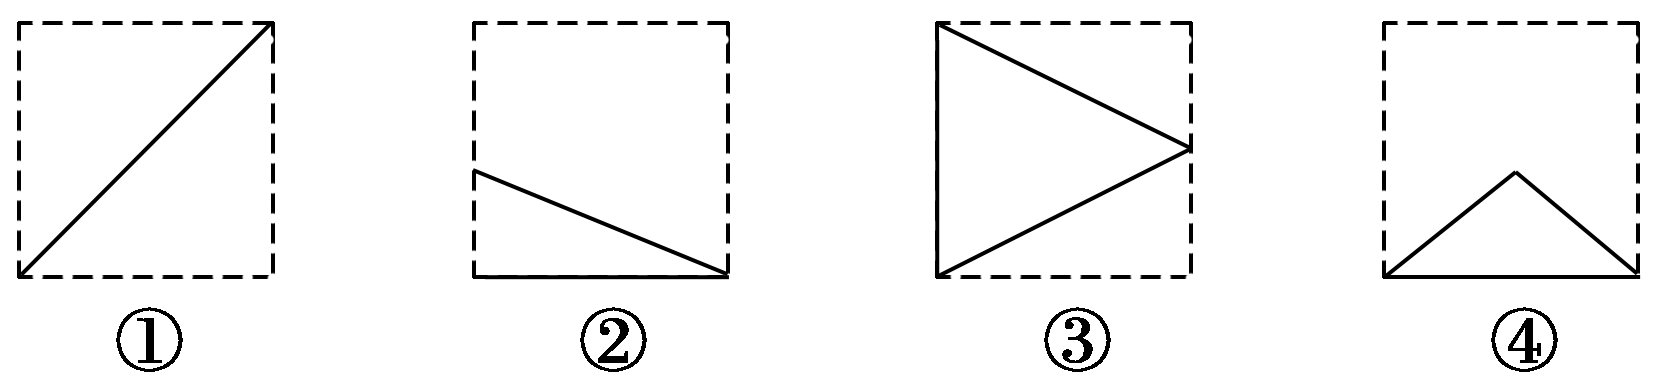 ① ② ③ ④